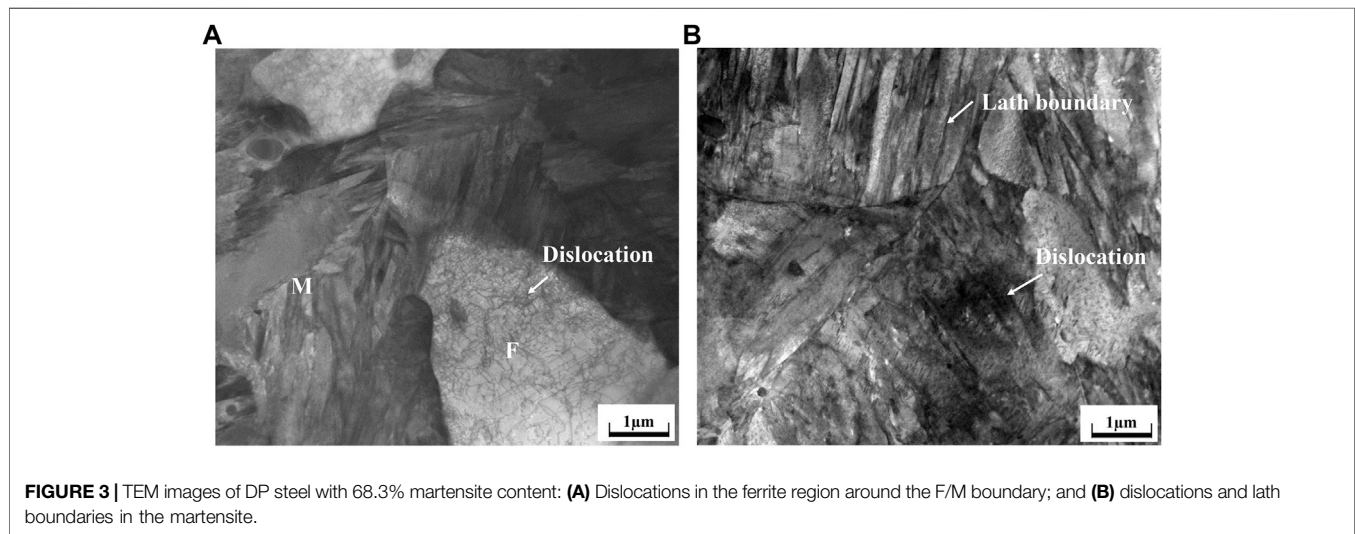 A
B
Lath boundary
Dislocation
Dislocation
M
F
1μm
1μm
FIGURE 3 | TEM images of DP steel with 68.3% martensite content: (A) Dislocations in the ferrite region around the F/M boundary; and (B) dislocations and lath
boundaries in the martensite.